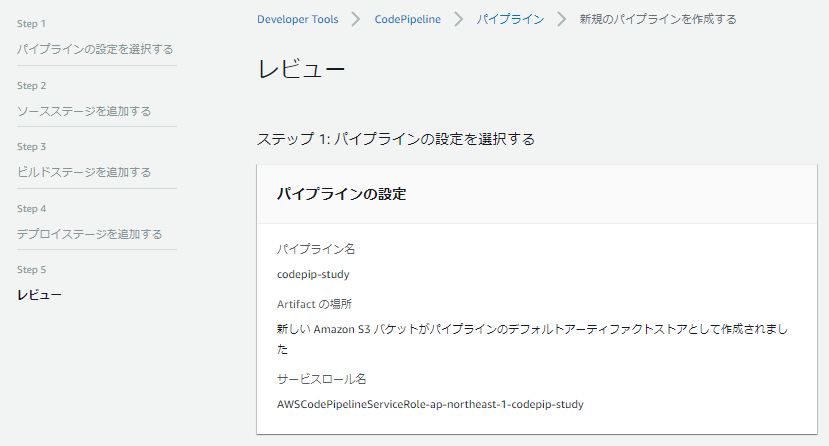 Step 1
パイプラインの設定を選択する
Step 2
ソースステージを追加する
Step 3
ビルドステージを追加する
Step 4
デプロイステージを追加する
Step 5
レビュー
Developer Tools > CodePipeline > パイプライン > 新規のパイプラインを作成する
レビュー
ステップ 1: パイプラインの設定を選択する
パイプラインの設定
パイプライン名
codepip-study
Artifact の場所
新しい Amazon S3 バケットがパイプラインのデフォルトアーティファクトストアとして作成されまし
た
サービスロール名
AWSCodePipelineServiceRole-ap-northeast-1-codepip-study